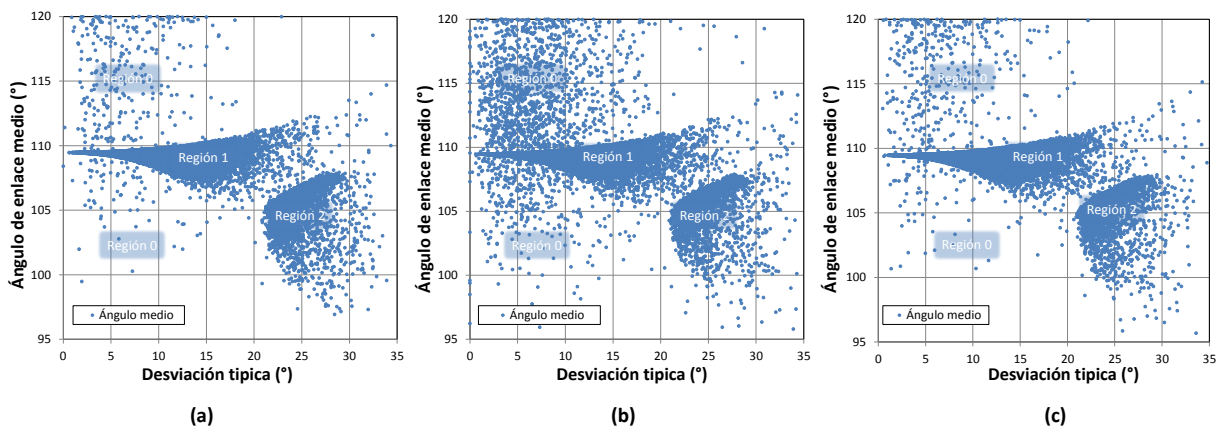 120
115
110
105
100
95
Ángulo de enlace medio (°)
Región 0
Región 1
Región 2
Región 0
Ángulo medio
0 5 10 15 20 25 30 35
Desviación tipica (°)
(a)
120
115
110
105
100
95
Ángulo de enlace medio (°)
Región 0
Región 1
Región 2
Región 0
Ángulo medio
0 5 10 15 20 25 30 35
Desviación tipica (°)
(b)
120
115
110
105
100
95
Ángulo de enlace medio (°)
Región 0
Región 1
Región 2
Región 0
Ángulo medio
0 5 10 15 20 25 30 35
Desviación tipica (°)
(c)